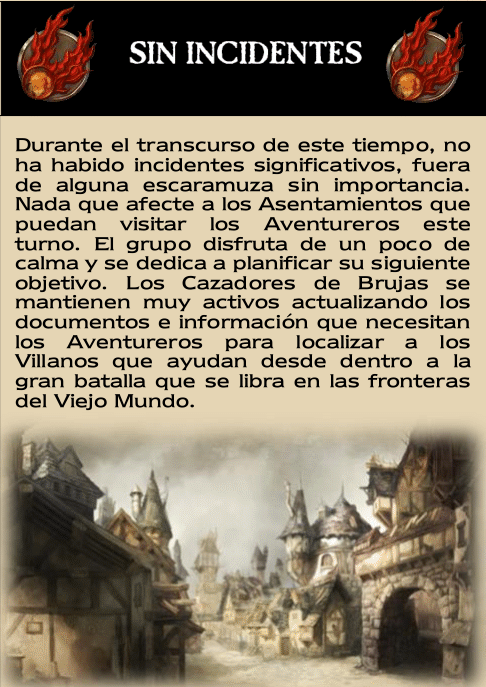 SIN INCIDENTES
Durante el transcurso de este tiempo, no
ha habido incidentes significativos, fuera
de alguna escaramuza sin importancia.
Nada que afecte a los Asentamientos que
puedan visitar los Aventureros este
turno. El grupo disfruta de un poco de
calma y se dedica a planificar su siguiente
objetivo. Los Cazadores de Brujas se
mantienen muy activos actualizando los
documentos e información que necesitan
los Aventureros para localizar a los
Villanos que ayudan desde dentro a la
gran batalla que se libra en las fronteras
del Viejo Mundo.